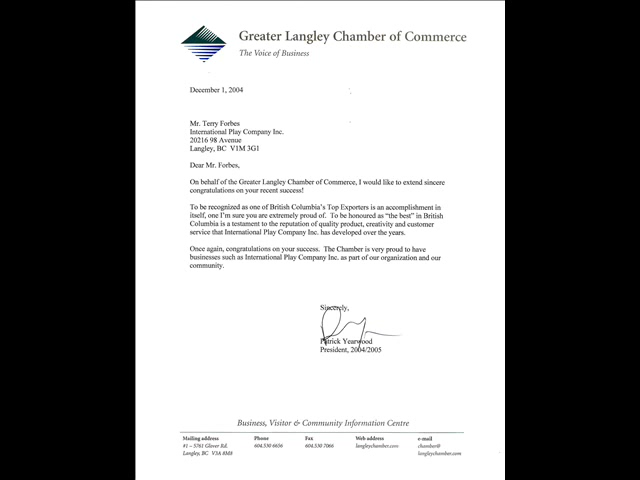 Greater Langley Chamber of Commerce
The Voice of Business
December 1, 2004
Mr. Terry Forbes
International Play Company Inc.
20216 98 Avenue
Langley, BC V1M 3G1
Dear Mr. Forbes,
On behalf of the Greater Langley Chamber of Commerce, I would like to extend sincere
congratulations on your recent success!
To be recognized as one of British Columbia's Top Exporters is an accomplishment in
itself, one I'm sure you are extremely proud of. To be honoured as "the best" in British
Columbia is a testament to the reputation of quality product, creativity and customer
service that International Play Company Inc. has developed over the years.
Once again, congratulations on your success. The Chamber is very proud to have
businesses such as International Play Company Inc. as part of our organization and our
community.
Sincerely,
Patrick Yearwood
President, 2004/2005
Business, Visitor & Community Information Centre
Mailing address Phone Fax Web address e-mail
#1 – 5761 Glover Rd. 604.530 6656 604.530 7066 langleychamber.com chamber@
Langley, BC V3A 8M8 langleychamber.com